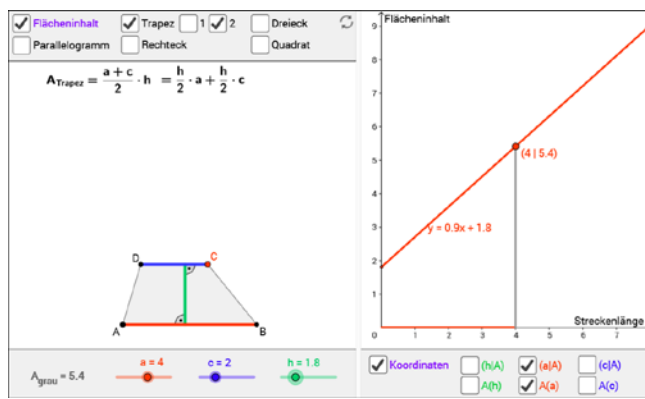 Flächeninhalt Trapez 1 2 Dreieck
Parallelogramm Rechteck Quadrat
A_Trapez = (a + c)/2 · h = h/2 · a + h/2 · c
D C
A B
A_grau = 5.4 a = 4 c = 2 h = 1.8
Flächeninhalt
9
8
7
6
5
4
3
2
1
(4 | 5.4)
y = 0.9x + 1.8
Streckenlänge
0 1 2 3 4 5 6 7
Koordinaten (h|A) (a|A) (c|A)
A(h) A(a) A(c)